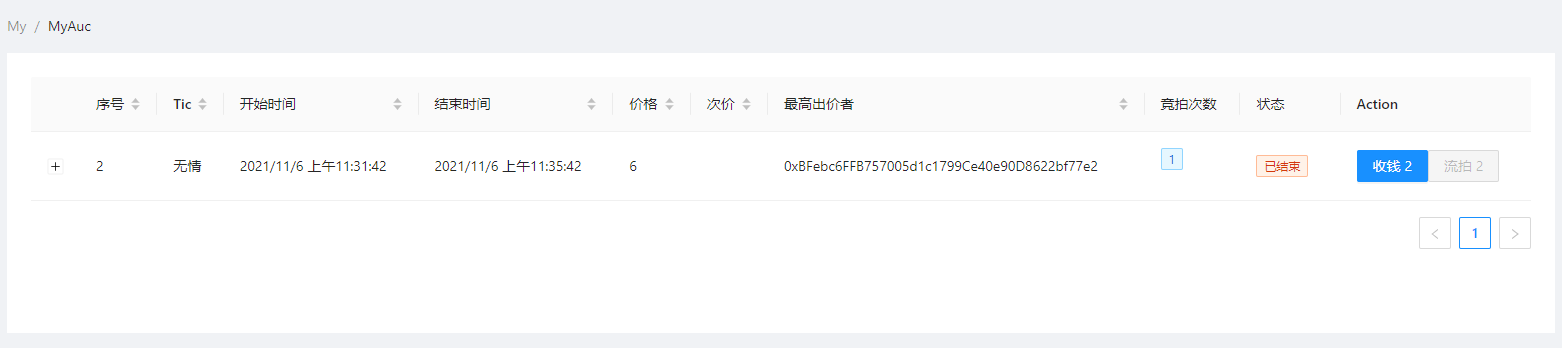 My / MyAuc
序号 Tic 开始时间 结束时间 价格 次价 最高出价者 竞拍次数 状态 Action
+ 2 无情 2021/11/6 上午11:31:42 2021/11/6 上午11:35:42 6 0xBFebc6FFB757005d1c1799Ce40e90D8622bf77e2 1 已结束 收钱 2 流拍 2
< 1 >